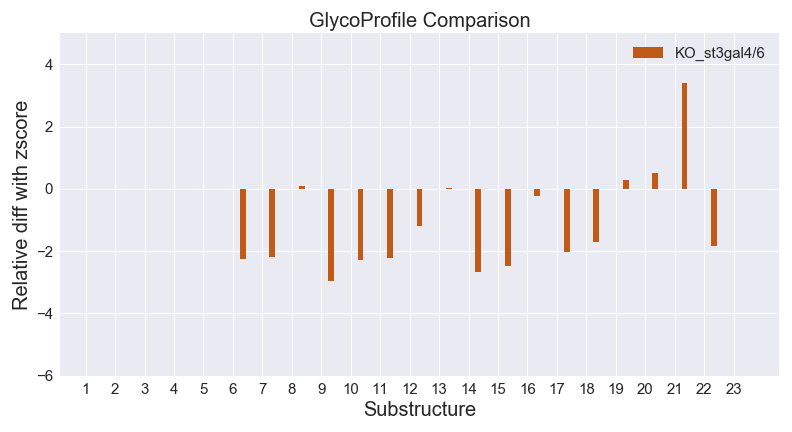 GlycoProfile Comparison
KO_st3gal4/6
Relative diff with zscore
4
2
0
−2
−4
−6
1 2 3 4 5 6 7 8 9 10 11 12 13 14 15 16 17 18 19 20 21 22 23
Substructure